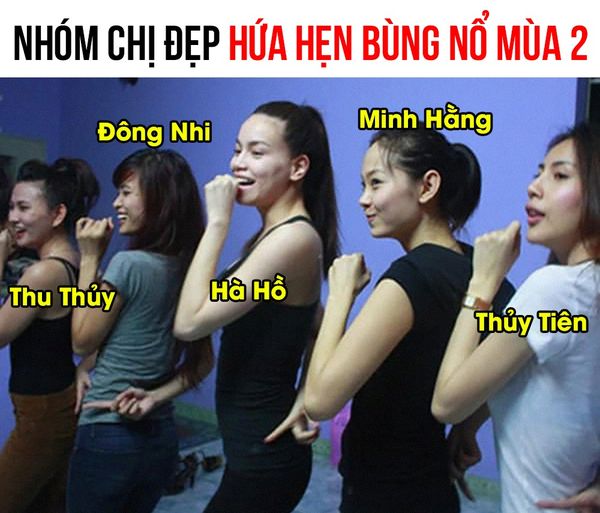 NHÓM CHỊ ĐẸP HỨA HẸN BÙNG NỔ MÙA 2
Đông Nhi
Minh Hằng
Thu Thủy
Hà Hồ
Thủy Tiên